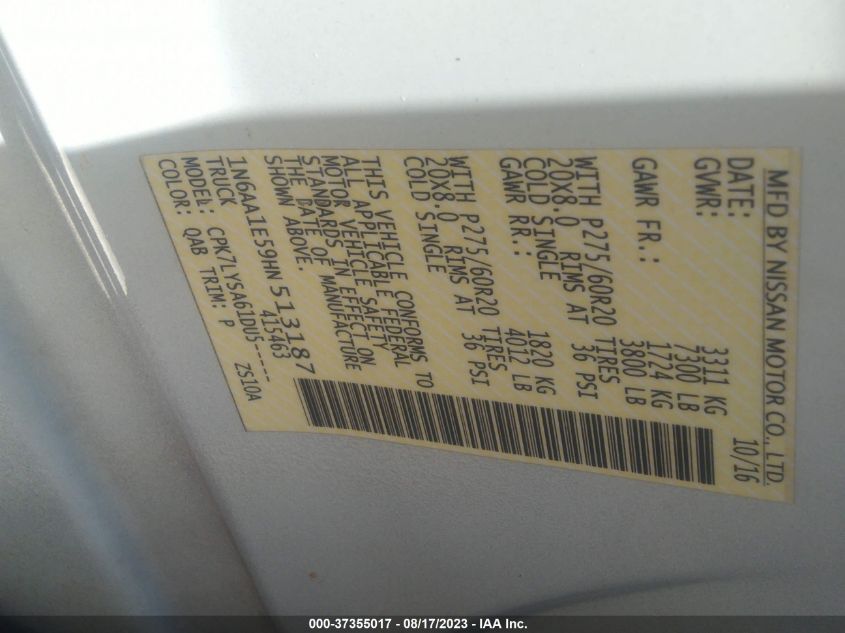 MFD BY NISSAN MOTOR CO., LTD.
DATE: 10/16
GVWR: 3311 KG
7300 LB
GAWR FR.: 1724 KG
3800 LB
WITH P275/60R20 TIRES
20X8.0 RIMS AT 36 PSI
COLD SINGLE
GAWR RR.: 1820 KG
4012 LB
WITH P275/60R20 TIRES
20X8.0 RIMS AT 36 PSI
COLD SINGLE
THIS VEHICLE CONFORMS TO
ALL APPLICABLE FEDERAL
MOTOR VEHICLE SAFETY
STANDARDS IN EFFECT ON
THE DATE OF MANUFACTURE
SHOWN ABOVE.
1N6AA1E59HN513187
TRUCK 415463
MODEL: CPK7LYSA61DU5-----
COLOR: QAB TRIM: P ZS10A
000-37355017 - 08/17/2023 - IAA Inc.